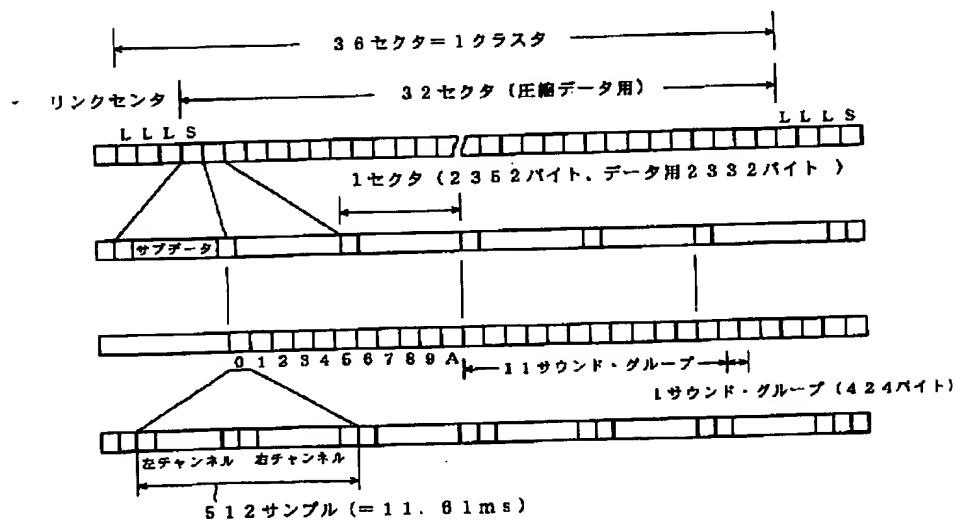 36セクタ=1クラスタ
リンクセンタ
32セクタ(圧縮データ用)
L L L S
L L L S
1セクタ(2352バイト、データ用2332バイト)
サブデータ
0 1 2 3 4 5 6 7 8 9 A
11サウンド・グループ
1サウンド・グループ(424バイト)
左チャンネル 右チャンネル
512サンプル(=11.61ms)